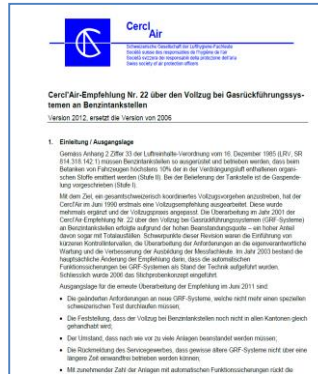 Cercl
Air
Schweizerische Gesellschaft der Lufthygiene-Fachleute
Société suisse des responsables de l'hygiène de l'air
Società svizzera dei responsabili della protezione dell'aria
Swiss society of air protection officers
Cercl'Air-Empfehlung Nr. 22 über den Vollzug bei Gasrückführungssys-
temen an Benzintankstellen
Version 2012, ersetzt die Version von 2006
1. Einleitung / Ausgangslage
Gemäss Anhang 2 Ziffer 33 der Luftreinhalte-Verordnung vom 16. Dezember 1985 (LRV, SR
814.318.142.1) müssen Benzintankstellen so ausgerüstet und betrieben werden, dass beim
Betanken von Fahrzeugen höchstens 10% der in der Verdrängungsluft enthaltenen organi-
schen Stoffe emittiert werden (Stufe II). Bei der Belieferung der Tankstelle ist die Gaspende-
lung vorgeschrieben (Stufe I).
Mit dem Ziel, ein gesamtschweizerisch koordiniertes Vollzugsvorgehen anzustreben, hat der
Cercl'Air im Juni 1990 erstmals eine Vollzugsempfehlung herausgegeben. Diese wurde
mehrmals ergänzt und der Vollzugspraxis angepasst. Die Überarbeitung im Jahr 2001 der
Cercl'Air-Empfehlung Nr. 22 über den Vollzug bei Gasrückführungssystemen (GRF-Systeme)
an Benzintankstellen erfolgte aufgrund der hohen Beanstandungsquote – ein hoher Anteil
davon sogar mit Totalausfällen. Schwerpunkte dieser Revision waren die Einführung von
kürzeren Kontrollintervallen, die Überarbeitung der Anforderungen an die eigenverantwortliche
Wartung und die Verbesserung der Ausbildung der Messfachleute. Im Jahr 2003 bestand die
hauptsächliche Änderung der Empfehlung darin, dass die automatischen
Funktionssicherungen bei GRF-Systemen als Stand der Technik aufgeführt wurden.
Schliesslich wurde 2006 das Stichprobenkonzept eingeführt.
Ausgangslage für die erneute Überarbeitung der Empfehlung im Juni 2011 sind:
• Die geänderten Anforderungen an neue GRF-Systeme, welche nicht mehr einen speziellen
schweizerischen Test durchlaufen müssen;
• Die Feststellung, dass der Vollzug bei Benzintankstellen noch nicht in allen Kantonen gleich
gehandhabt wird;
• Der Umstand, dass nach wie vor zu viele Anlagen beanstandet werden müssen;
• Die Rückmeldung des Servicegewerbes, dass gewisse ältere GRF-Systeme nicht über eine
längere Zeit einwandfrei betrieben werden können;
• Mit zunehmender Zahl der Anlagen mit automatischen Funktionssicherungen rückt die